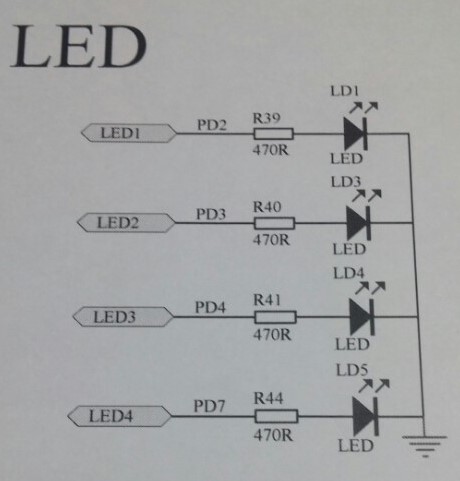 LED
LD1
LED1 PD2 R39
470R LED
LD3
LED2 PD3 R40
470R LED
LD4
LED3 PD4 R41
470R LED
LD5
LED4 PD7 R44
470R LED